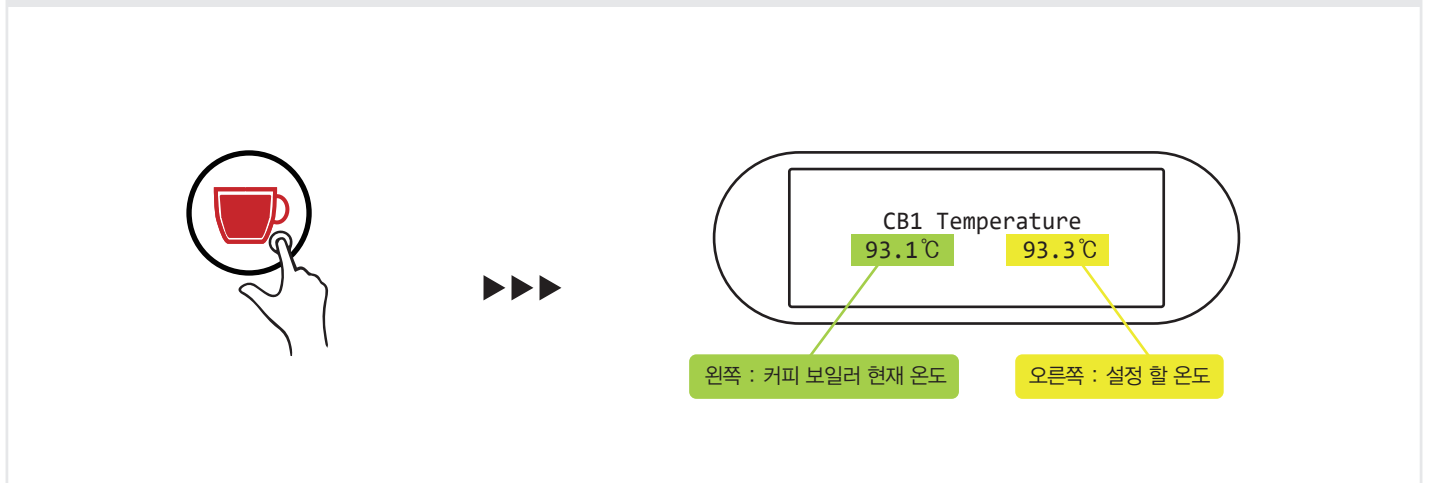 CB1 Temperature
93.1℃ 93.3℃
왼쪽 : 커피 보일러 현재 온도
오른쪽 : 설정 할 온도